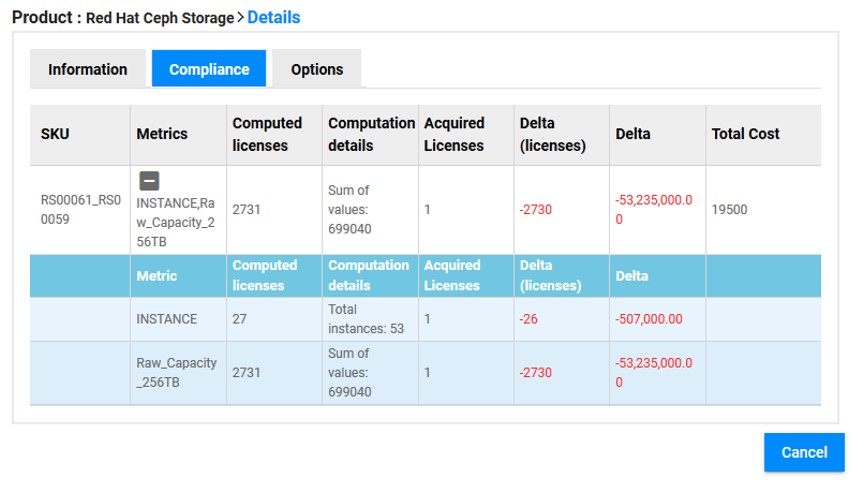 Product : Red Hat Ceph Storage > Details
Information Compliance Options
SKU Metrics Computed licenses Computation details Acquired Licenses Delta (licenses) Delta Total Cost
RS00061_RS00059 INSTANCE,Raw_Capacity_256TB 2731 Sum of values: 699040 1 -2730 -53,235,000.00 19500
Metric Computed licenses Computation details Acquired Licenses Delta (licenses) Delta
INSTANCE 27 Total instances: 53 1 -26 -507,000.00
Raw_Capacity_256TB 2731 Sum of values: 699040 1 -2730 -53,235,000.00
Cancel